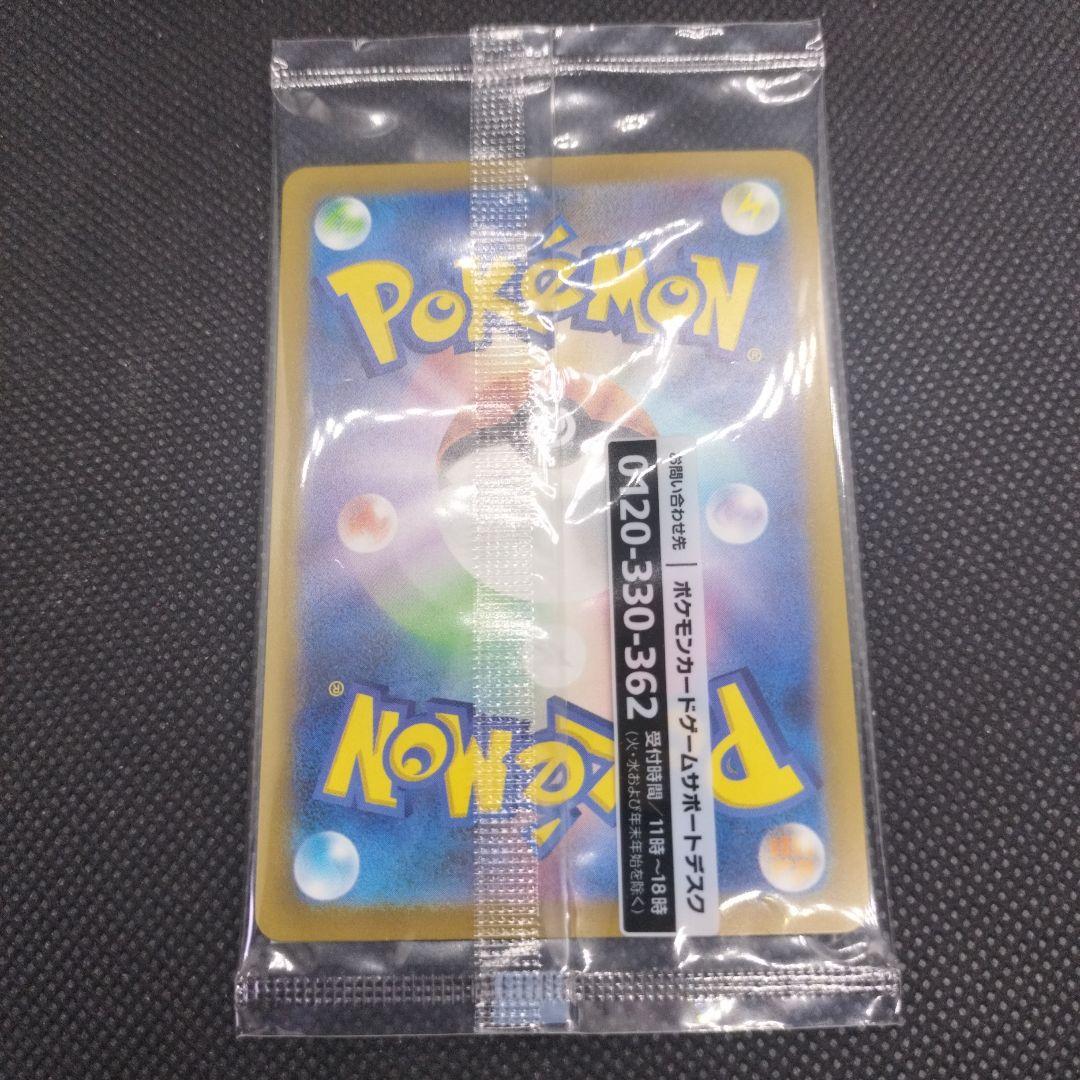 POKéMON®
お問い合わせ先｜ポケモンカードゲームサポートデスク
0120-330-362 受付時間／11時～18時
（火・水および年末年始を除く）
POKéMON®